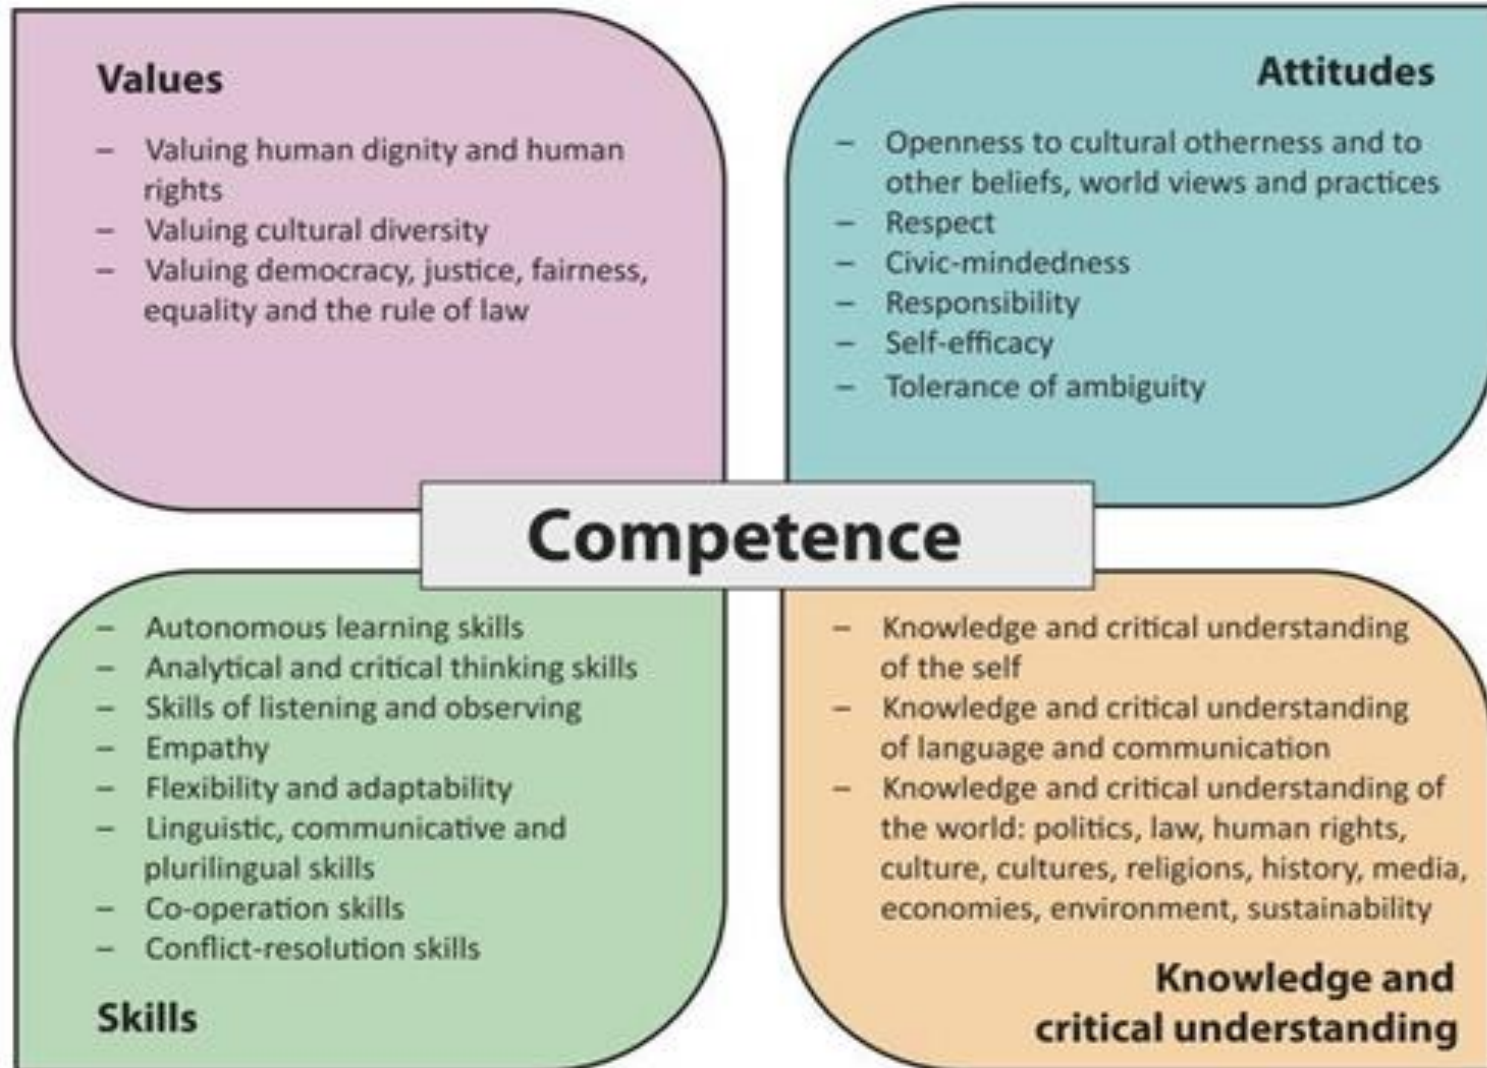 Values
– Valuing human dignity and human
rights
– Valuing cultural diversity
– Valuing democracy, justice, fairness,
equality and the rule of law
Attitudes
– Openness to cultural otherness and to
other beliefs, world views and practices
– Respect
– Civic-mindedness
– Responsibility
– Self-efficacy
– Tolerance of ambiguity
Competence
– Autonomous learning skills
– Analytical and critical thinking skills
– Skills of listening and observing
– Empathy
– Flexibility and adaptability
– Linguistic, communicative and
plurilingual skills
– Co-operation skills
– Conflict-resolution skills
Skills
– Knowledge and critical understanding
of the self
– Knowledge and critical understanding
of language and communication
– Knowledge and critical understanding of
the world: politics, law, human rights,
culture, cultures, religions, history, media,
economies, environment, sustainability
Knowledge and
critical understanding